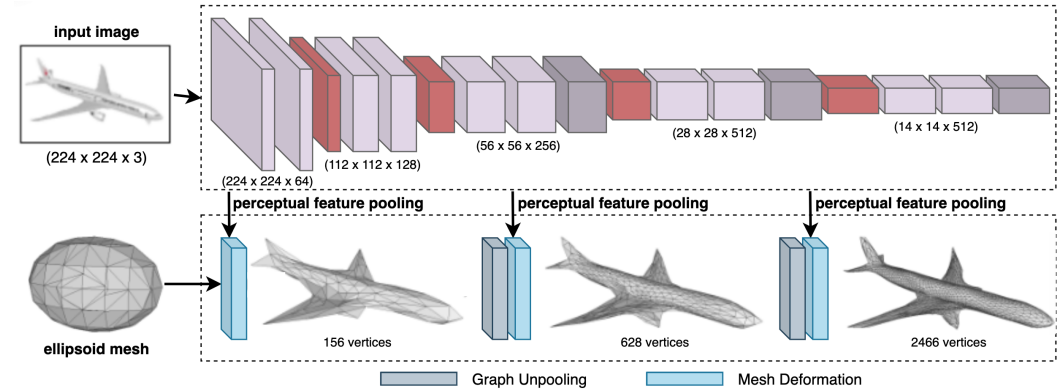 input image
(224 x 224 x 3)
(224 x 224 x 64)
(112 x 112 x 128)
(56 x 56 x 256)
(28 x 28 x 512)
(14 x 14 x 512)
perceptual feature pooling
perceptual feature pooling
perceptual feature pooling
ellipsoid mesh
156 vertices
628 vertices
2466 vertices
Graph Unpooling
Mesh Deformation